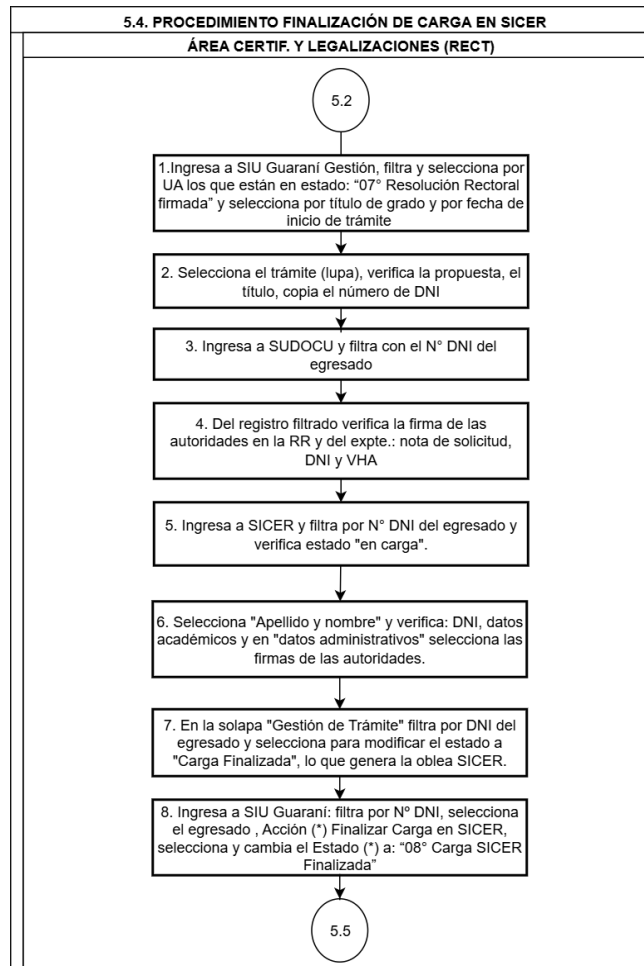 5.4. PROCEDIMIENTO FINALIZACIÓN DE CARGA EN SICER
ÁREA CERTIF. Y LEGALIZACIONES (RECT)
5.2
1.Ingresa a SIU Guaraní Gestión, filtra y selecciona por
UA los que están en estado: “07° Resolución Rectoral
firmada” y selecciona por título de grado y por fecha de
inicio de trámite
2. Selecciona el trámite (lupa), verifica la propuesta, el
título, copia el número de DNI
3. Ingresa a SUDOCU y filtra con el N° DNI del
egresado
4. Del registro filtrado verifica la firma de las
autoridades en la RR y del expte.: nota de solicitud,
DNI y VHA
5. Ingresa a SICER y filtra por N° DNI del egresado y
verifica estado "en carga".
6. Selecciona "Apellido y nombre" y verifica: DNI, datos
académicos y en "datos administrativos" selecciona las
firmas de las autoridades.
7. En la solapa "Gestión de Trámite" filtra por DNI del
egresado y selecciona para modificar el estado a
"Carga Finalizada", lo que genera la oblea SICER.
8. Ingresa a SIU Guaraní: filtra por Nº DNI, selecciona
el egresado , Acción (*) Finalizar Carga en SICER,
selecciona y cambia el Estado (*) a: “08° Carga SICER
Finalizada”
5.5